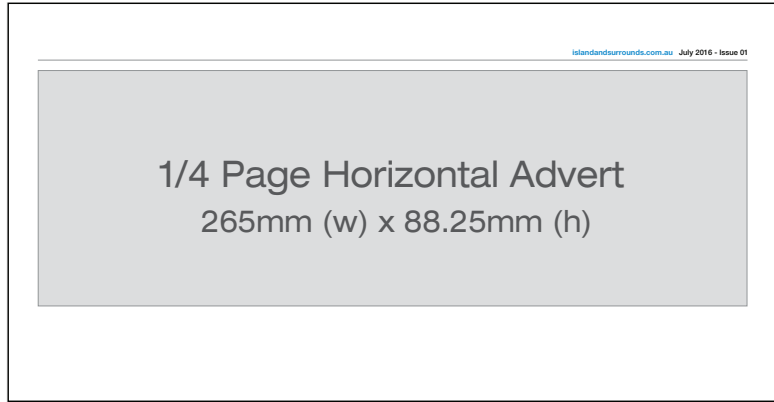 islandandsurrounds.com.au July 2016 - Issue 01
1/4 Page Horizontal Advert
265mm (w) x 88.25mm (h)